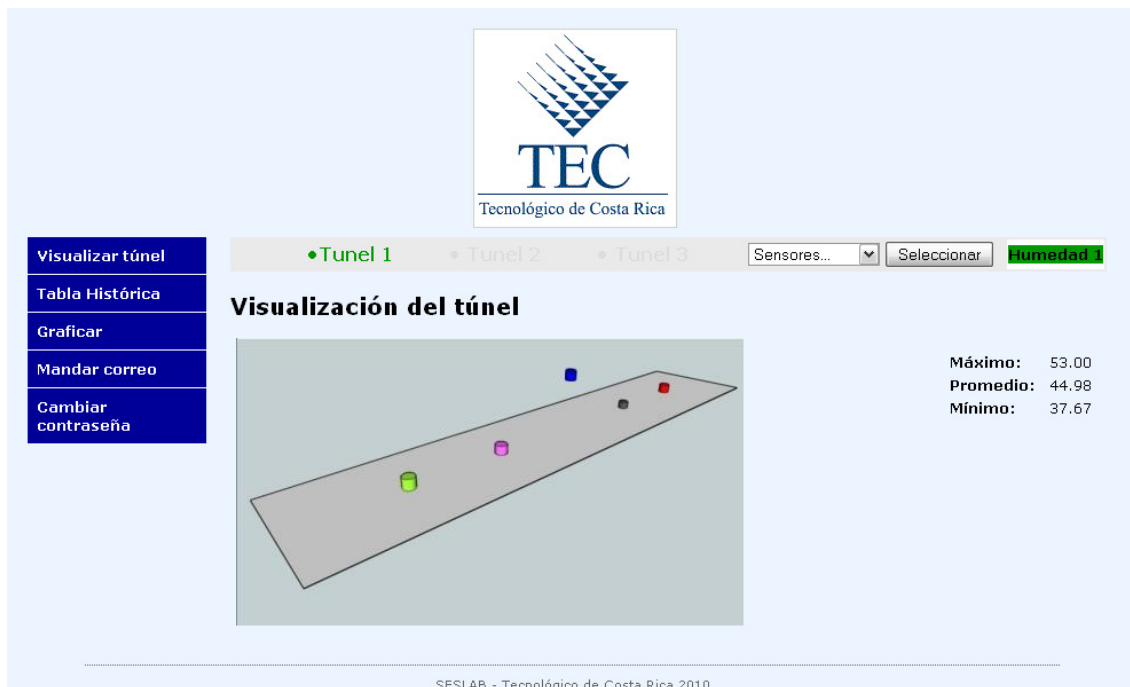 TEC
Tecnológico de Costa Rica
Visualizar túnel
Tabla Histórica
Graficar
Mandar correo
Cambiar
contraseña
•Tunel 1 • Tunel 2 • Tunel 3 Sensores... Seleccionar Humedad 1
Visualización del túnel
Máximo: 53.00
Promedio: 44.98
Mínimo: 37.67
SESLAB - Tecnológico de Costa Rica 2010